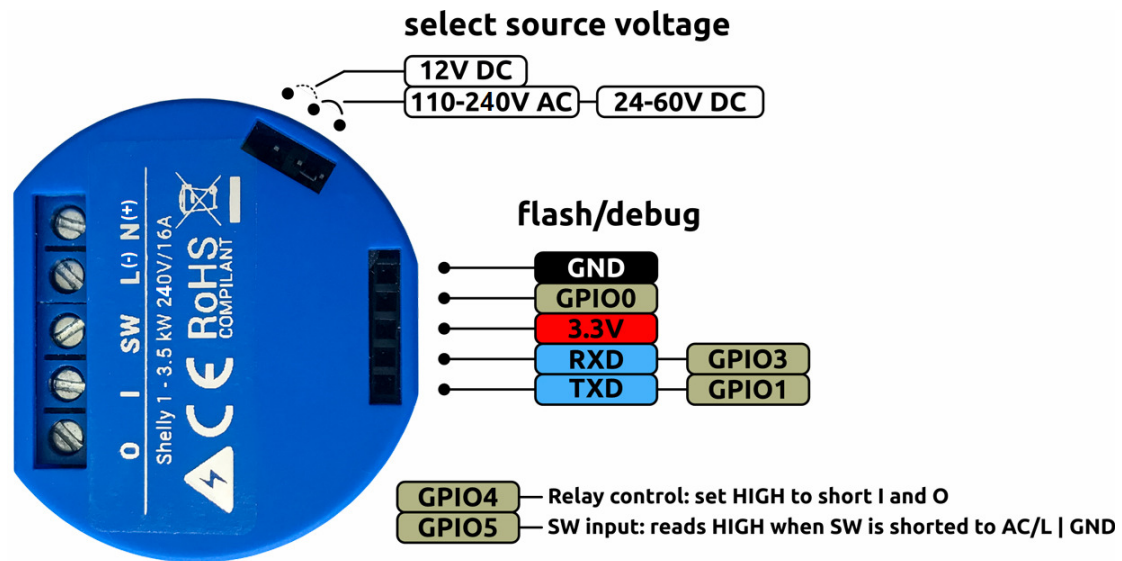 select source voltage
12V DC
110-240V AC 24-60V DC
flash/debug
GND
GPIO0
3.3V
RXD GPIO3
TXD GPIO1
GPIO4 Relay control: set HIGH to short I and O
GPIO5 SW input: reads HIGH when SW is shorted to AC/L | GND
O I SW L(-) N(+)
Shelly 1 - 3.5 kW 240V/16A
CE RoHS
COMPILANT